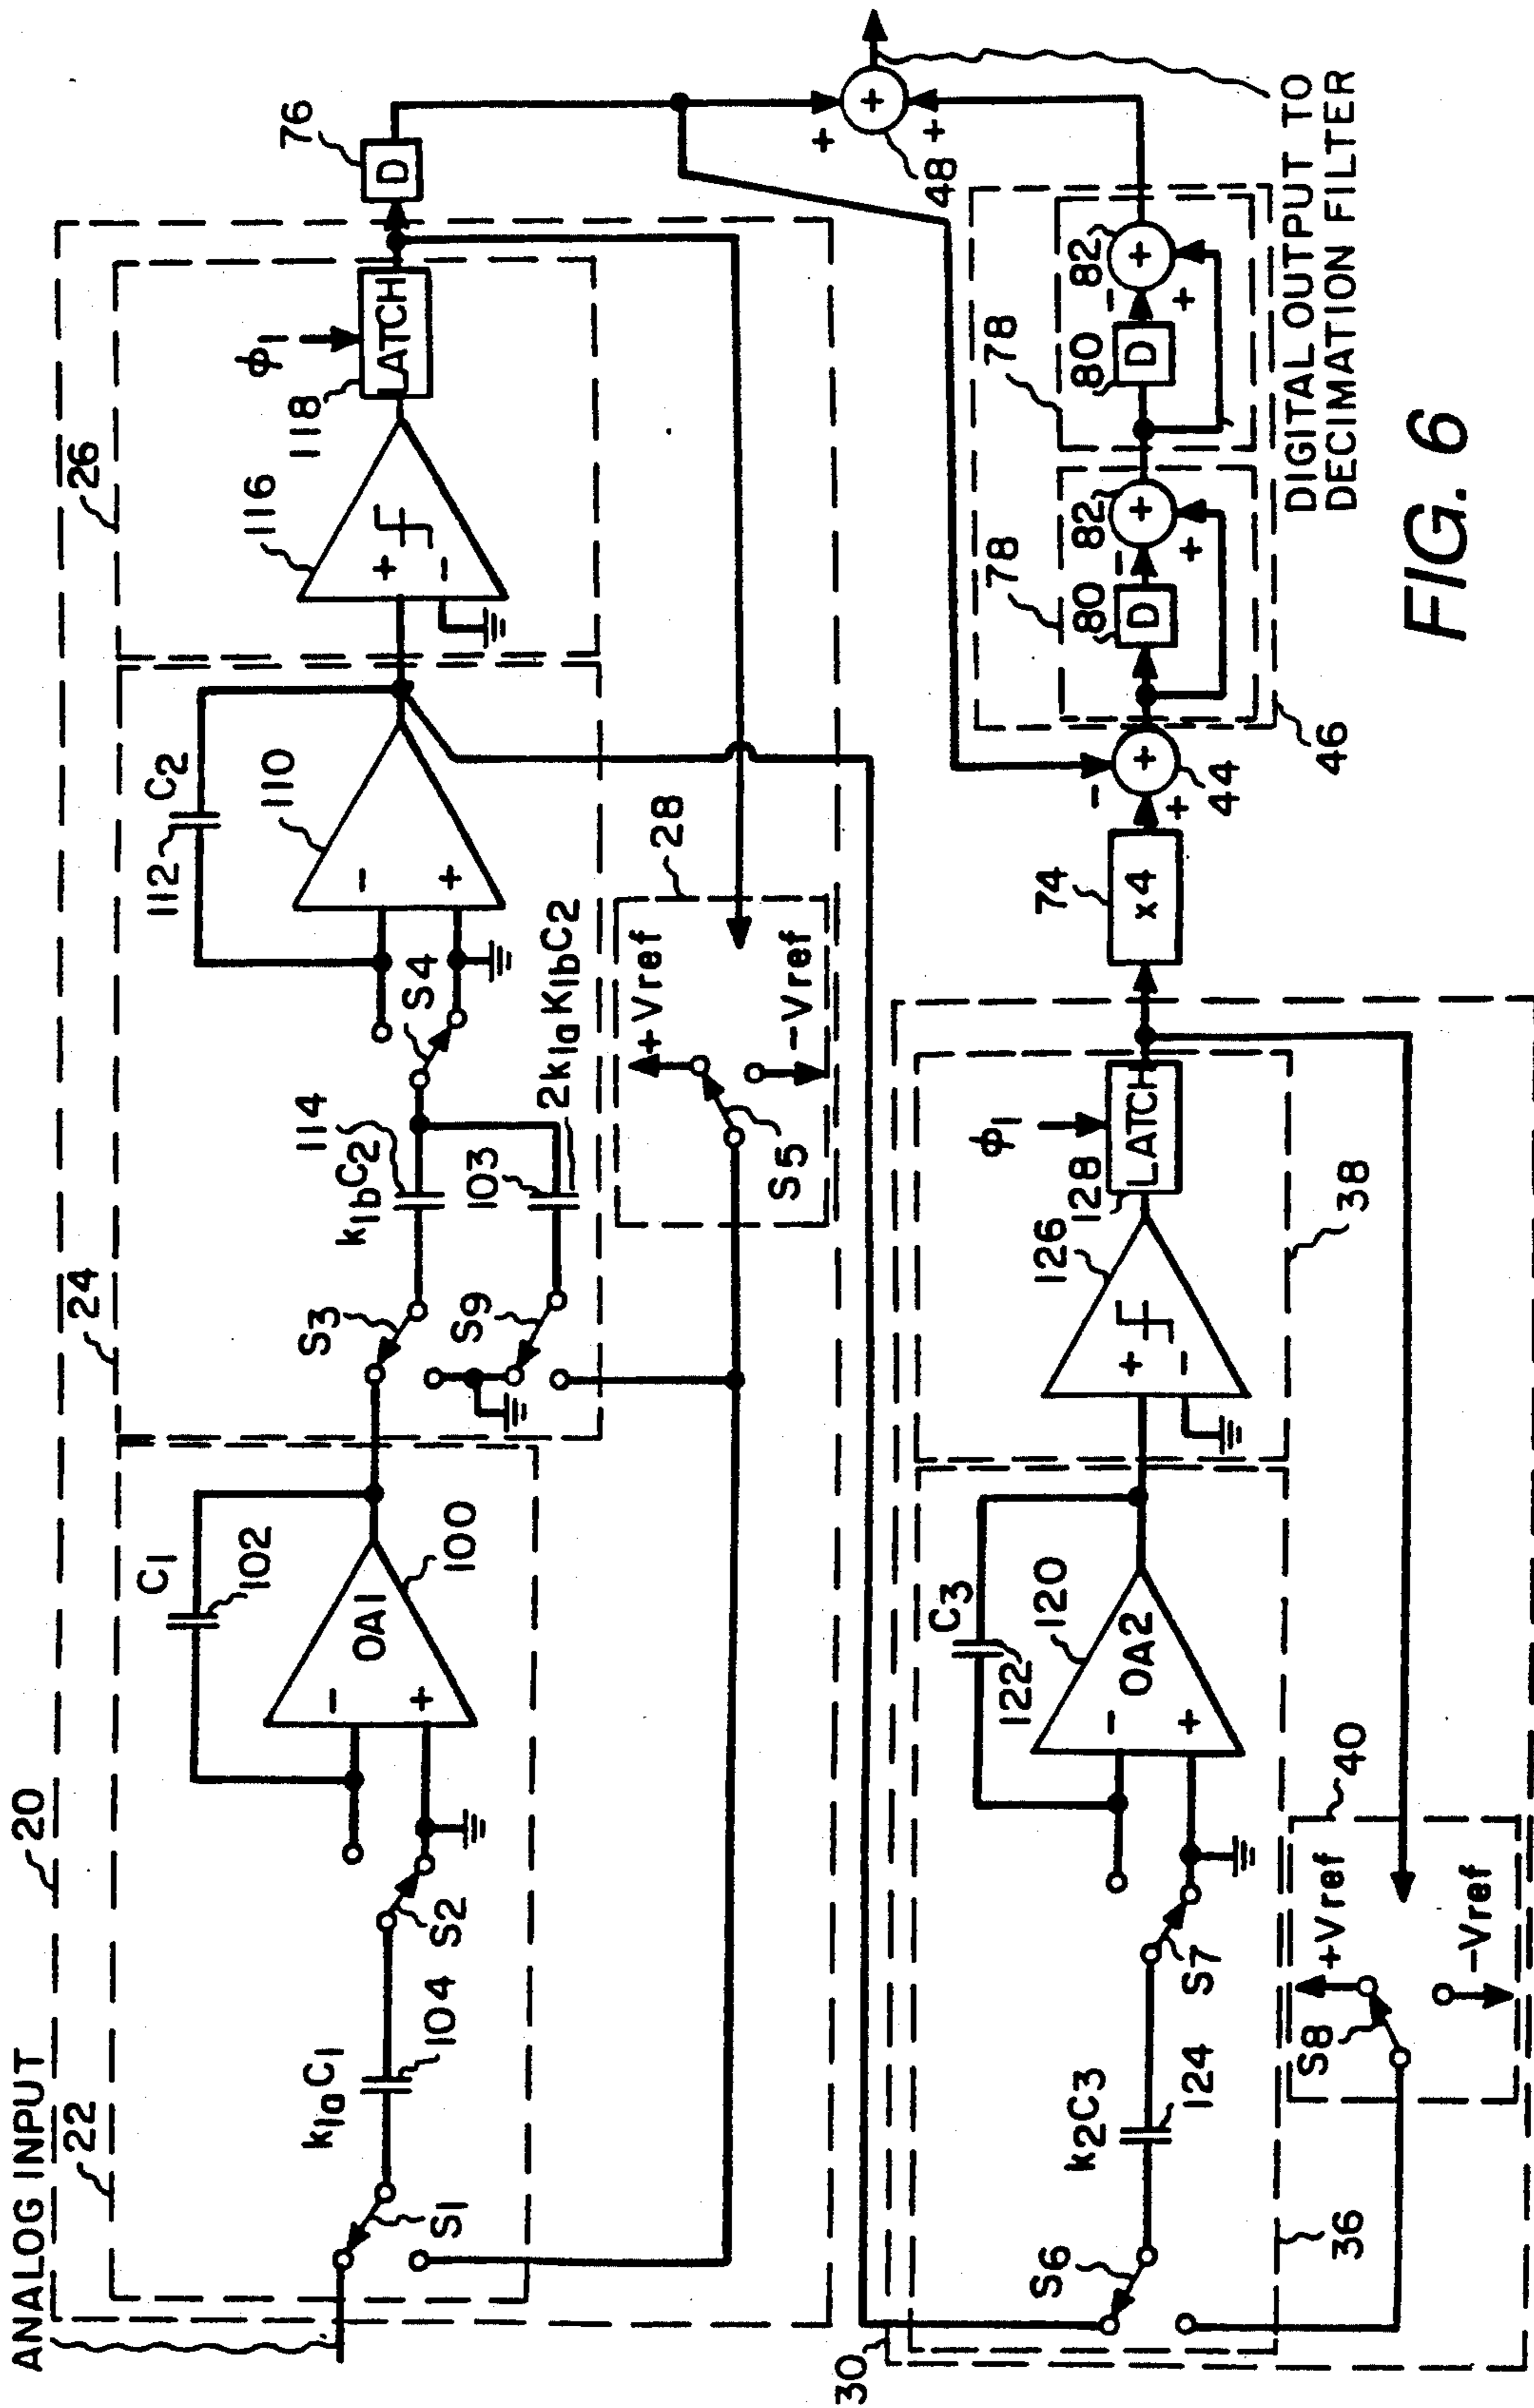 ANALOG INPUT
20
22
24
26
C1
102
k1aC1
104
S1
S2
OA1
100
S3
S9
k1bC2
114
103
2k1aK1bC2
S4
112
C2
110
116
118
ϕ1
LATCH
76
D
28
+Vref
-Vref
S5
30
S6
k2C3
124
S7
36
C3
122
OA2
120
40
+Vref
-Vref
S8
126
128
ϕ1
LATCH
38
74
x4
44
46
78
80
D
82
78
80
D
82
48
DIGITAL OUTPUT TO
DECIMATION FILTER
FIG. 6